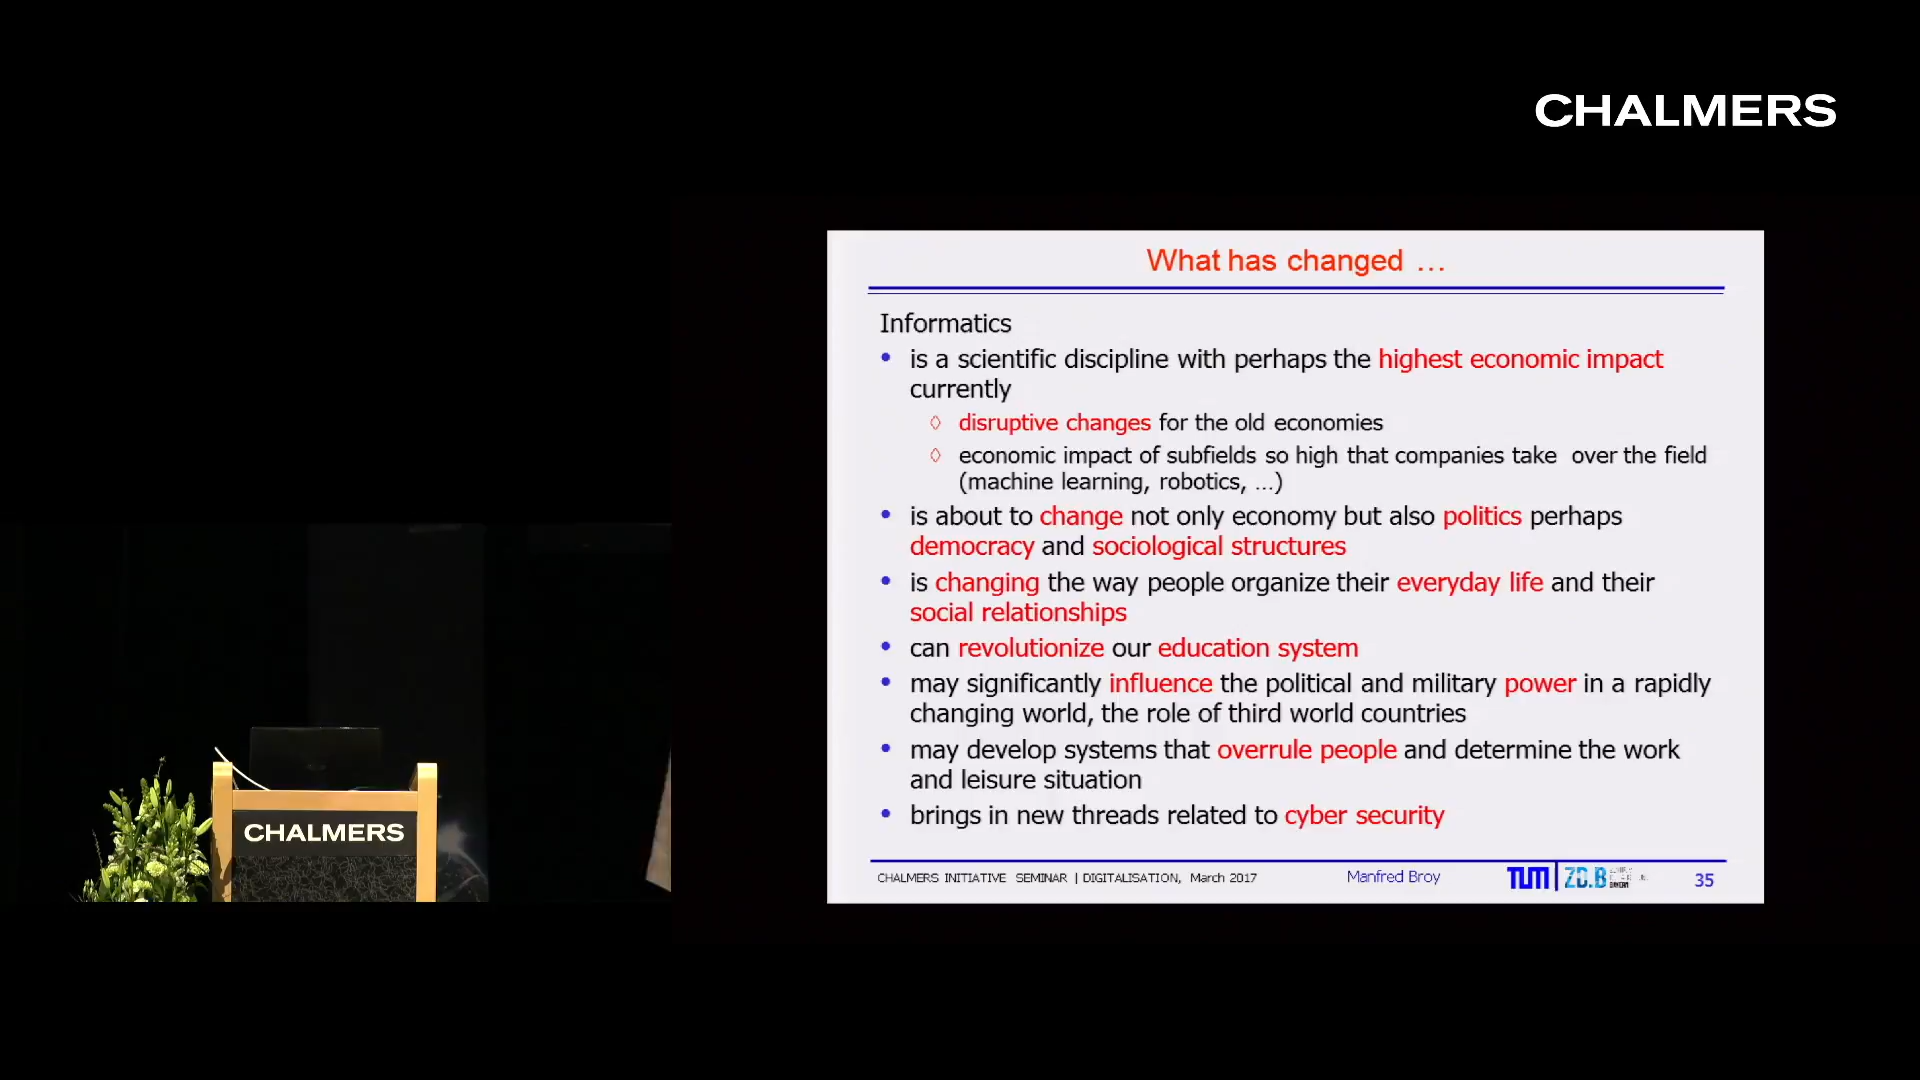 CHALMERS
What has changed ...
Informatics
• is a scientific discipline with perhaps the highest economic impact
currently
◊ disruptive changes for the old economies
◊ economic impact of subfields so high that companies take over the field
(machine learning, robotics, ...)
• is about to change not only economy but also politics perhaps
democracy and sociological structures
• is changing the way people organize their everyday life and their
social relationships
• can revolutionize our education system
• may significantly influence the political and military power in a rapidly
changing world, the role of third world countries
• may develop systems that overrule people and determine the work
and leisure situation
• brings in new threads related to cyber security
CHALMERS INITIATIVE SEMINAR | DIGITALISATION, March 2017 Manfred Broy TUM ZD.B 35
CHALMERS